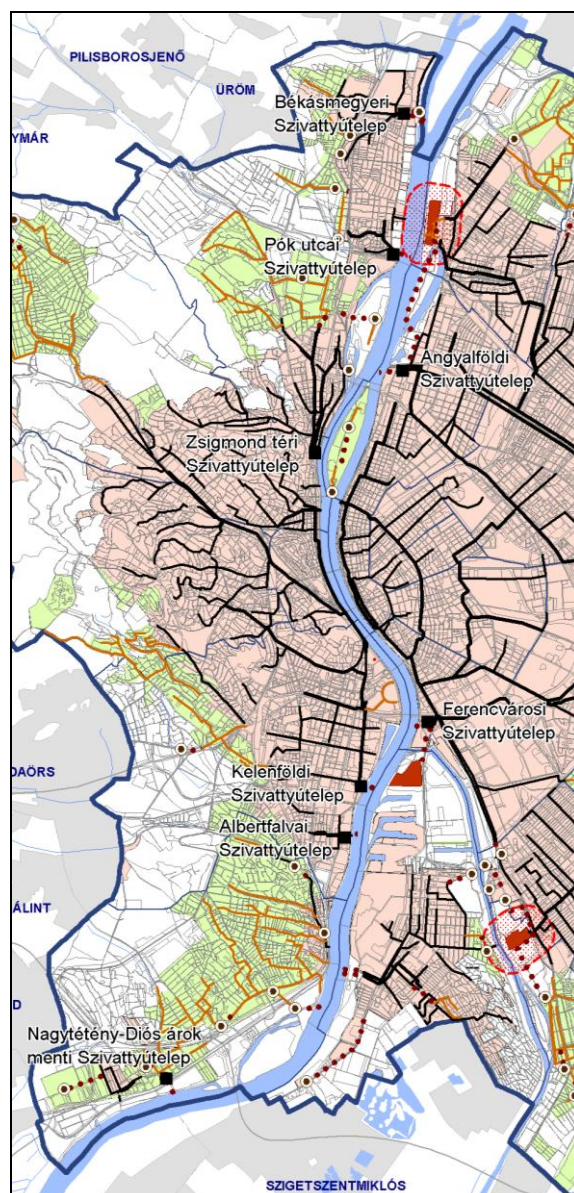 PILISBOROSJENŐ
ÜRÖM
YMÁR
Békásmegyeri
Szivattyútelep
Pók utcai
Szivattyútelep
Angyalföldi
Szivattyútelep
Zsigmond téri
Szivattyútelep
Ferencvárosi
Szivattyútelep
DAÖRS
Kelenföldi
Szivattyútelep
Albertfalvai
Szivattyútelep
ÁLINT
D
Nagytétény-Diós árok
menti Szivattyútelep
SZIGETSZENTMIKLÓS